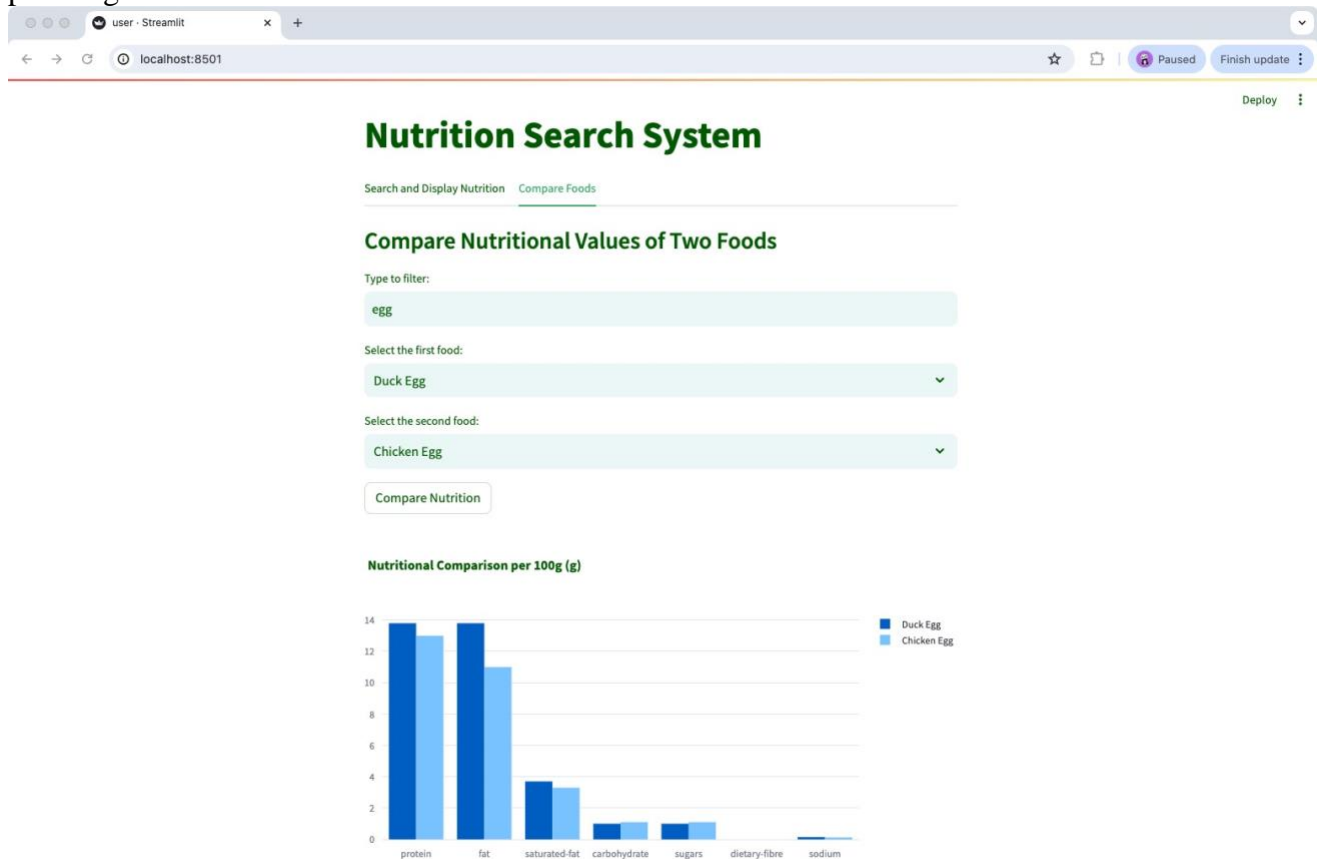 user · Streamlit
localhost:8501
Paused
Finish update
Deploy
Nutrition Search System
Search and Display Nutrition Compare Foods
Compare Nutritional Values of Two Foods
Type to filter:
egg
Select the first food:
Duck Egg
Select the second food:
Chicken Egg
Compare Nutrition
Nutritional Comparison per 100g (g)
14
12
10
8
6
4
2
0
protein fat saturated-fat carbohydrate sugars dietary-fibre sodium
Duck Egg
Chicken Egg